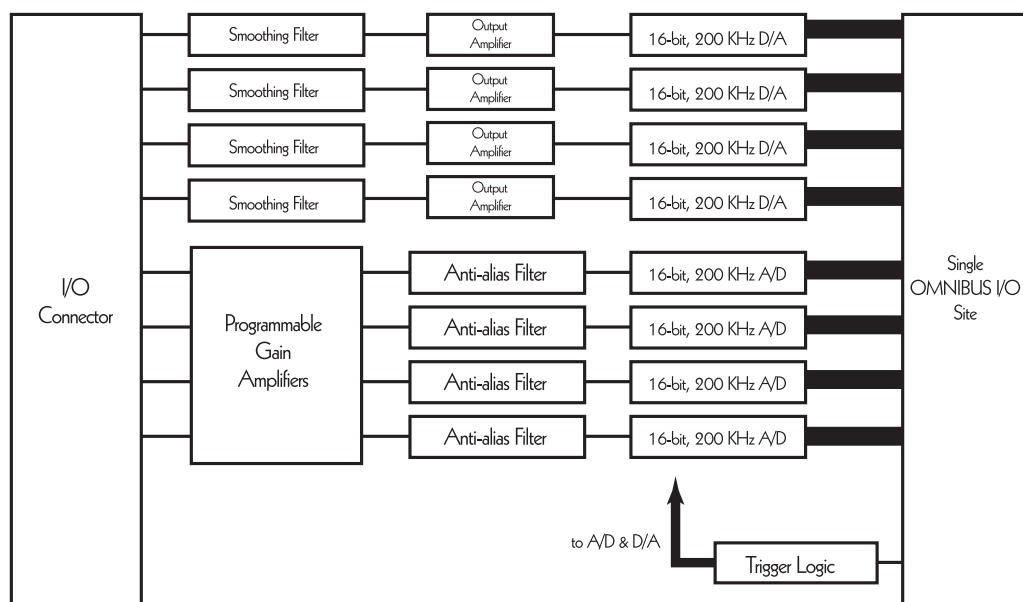 Smoothing Filter
Output
Amplifier
16-bit, 200 KHz D/A
Smoothing Filter
Output
Amplifier
16-bit, 200 KHz D/A
Smoothing Filter
Output
Amplifier
16-bit, 200 KHz D/A
Smoothing Filter
Output
Amplifier
16-bit, 200 KHz D/A
I/O
Connector
Programmable
Gain
Amplifiers
Anti-alias Filter
16-bit, 200 KHz A/D
Anti-alias Filter
16-bit, 200 KHz A/D
Anti-alias Filter
16-bit, 200 KHz A/D
Anti-alias Filter
16-bit, 200 KHz A/D
Single
OMNIBUS I/O
Site
to A/D & D/A
Trigger Logic